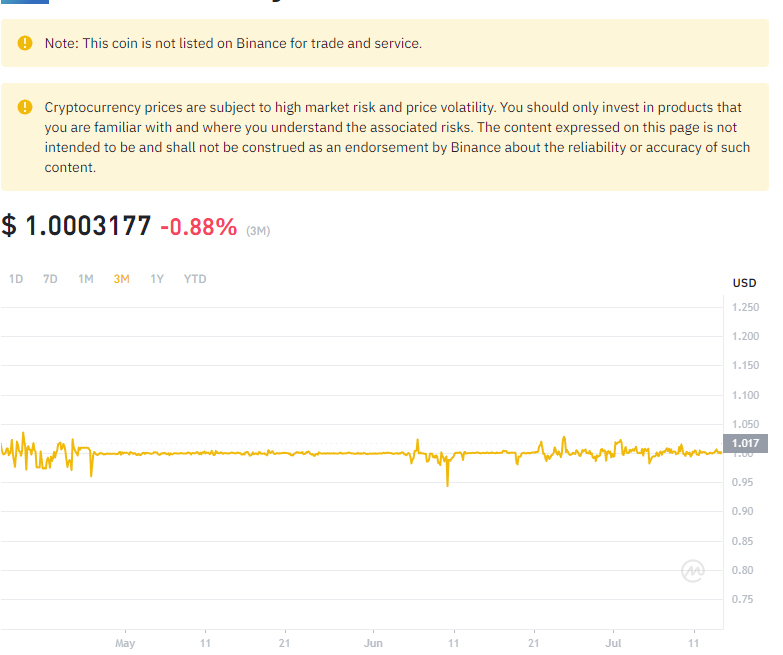 Note: This coin is not listed on Binance for trade and service.
Cryptocurrency prices are subject to high market risk and price volatility. You should only invest in products that
you are familiar with and where you understand the associated risks. The content expressed on this page is not
intended to be and shall not be construed as an endorsement by Binance about the reliability or accuracy of such
content.
$ 1.0003177 -0.88% (3M)
1D 7D 1M 3M 1Y YTD
USD
1.250
1.200
1.150
1.100
1.050
1.017
1.00
0.95
0.90
0.85
0.80
0.75
May 11 21 Jun 11 21 Jul 11